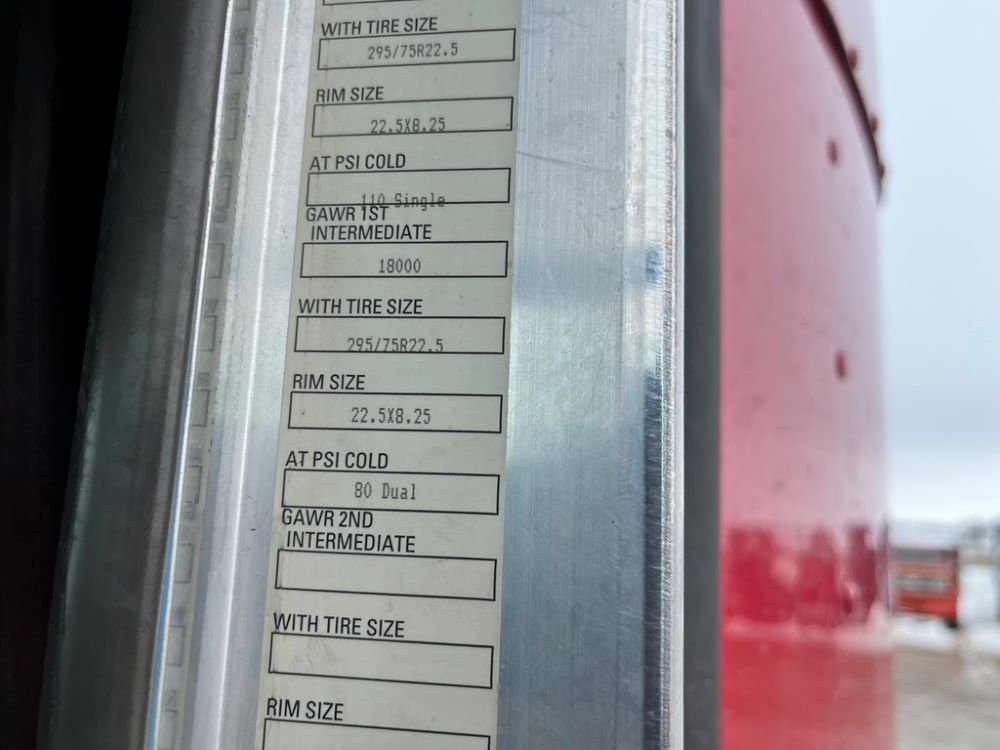 WITH TIRE SIZE
295/75R22.5
RIM SIZE
22.5X8.25
AT PSI COLD
110 Single
GAWR 1ST
INTERMEDIATE
18000
WITH TIRE SIZE
295/75R22.5
RIM SIZE
22.5X8.25
AT PSI COLD
80 Dual
GAWR 2ND
INTERMEDIATE
WITH TIRE SIZE
RIM SIZE